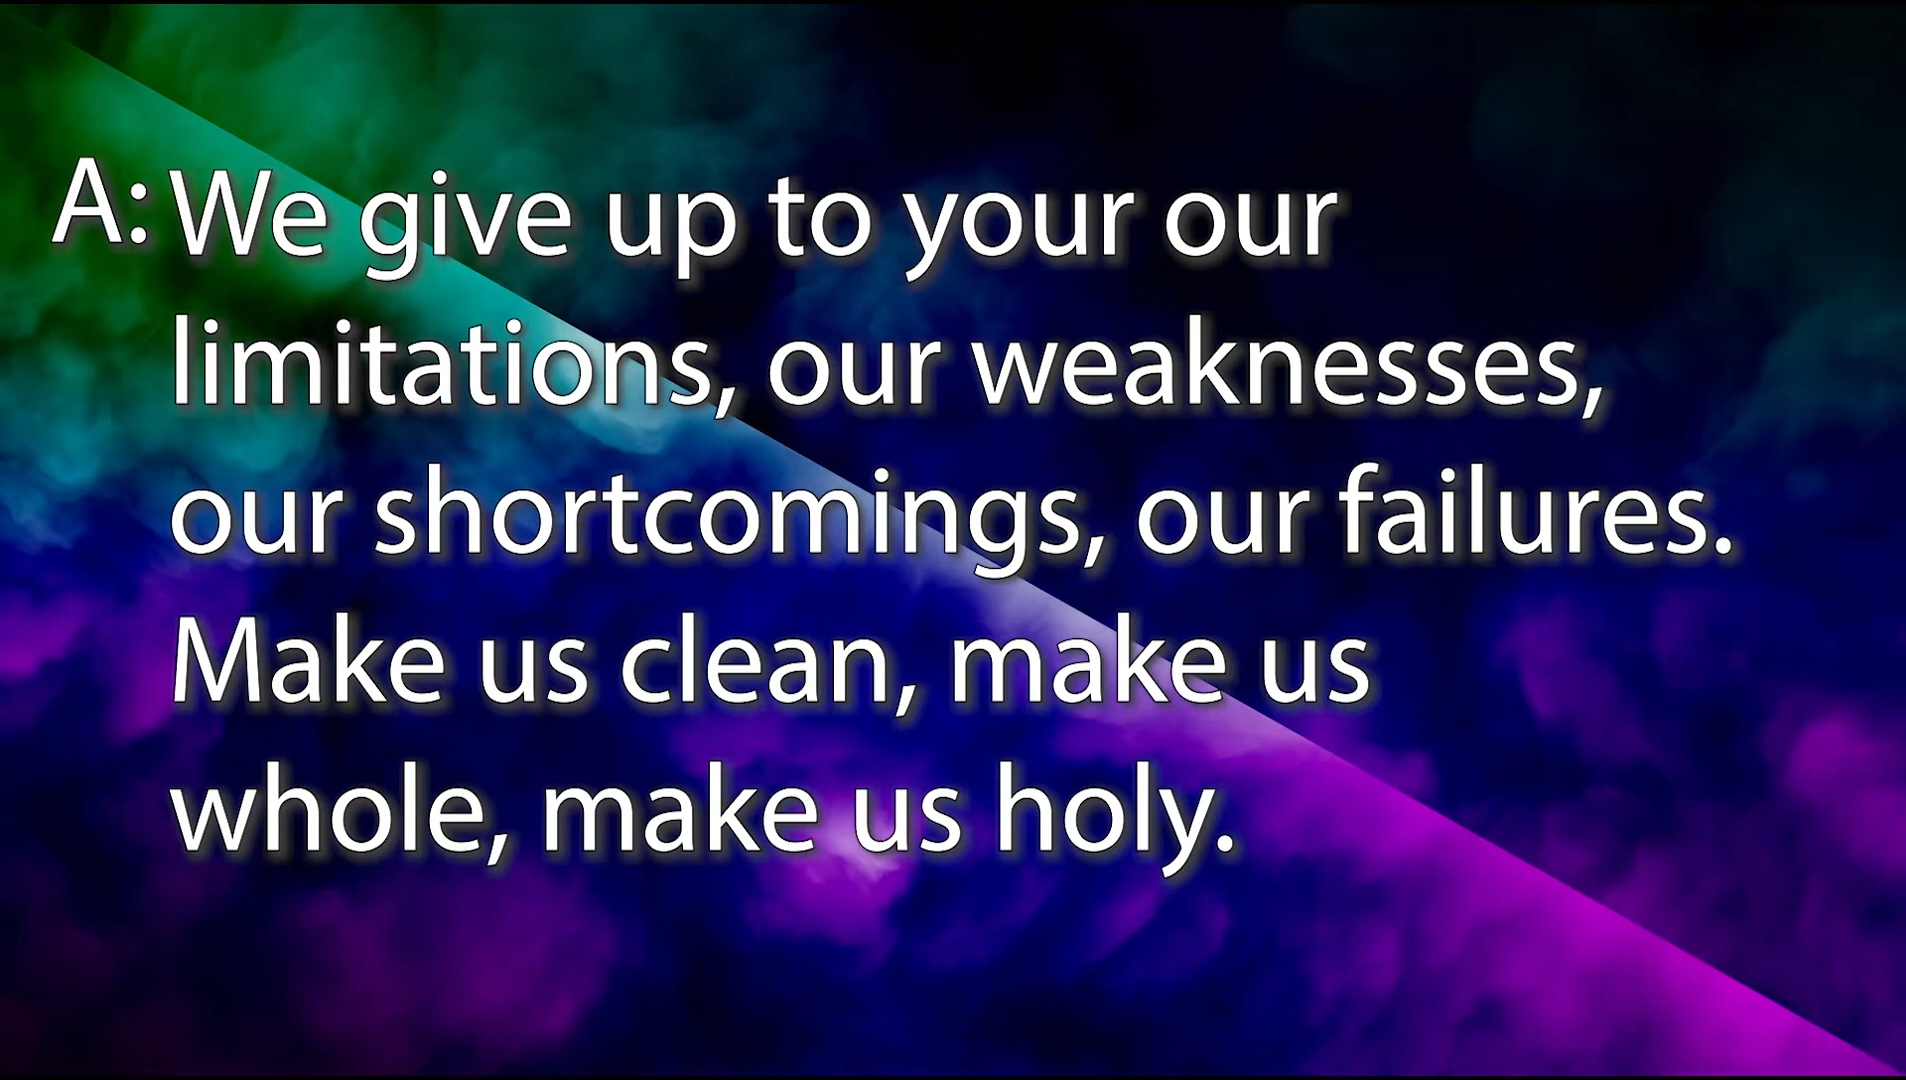 A: We give up to your our
limitations, our weaknesses,
our shortcomings, our failures.
Make us clean, make us
whole, make us holy.